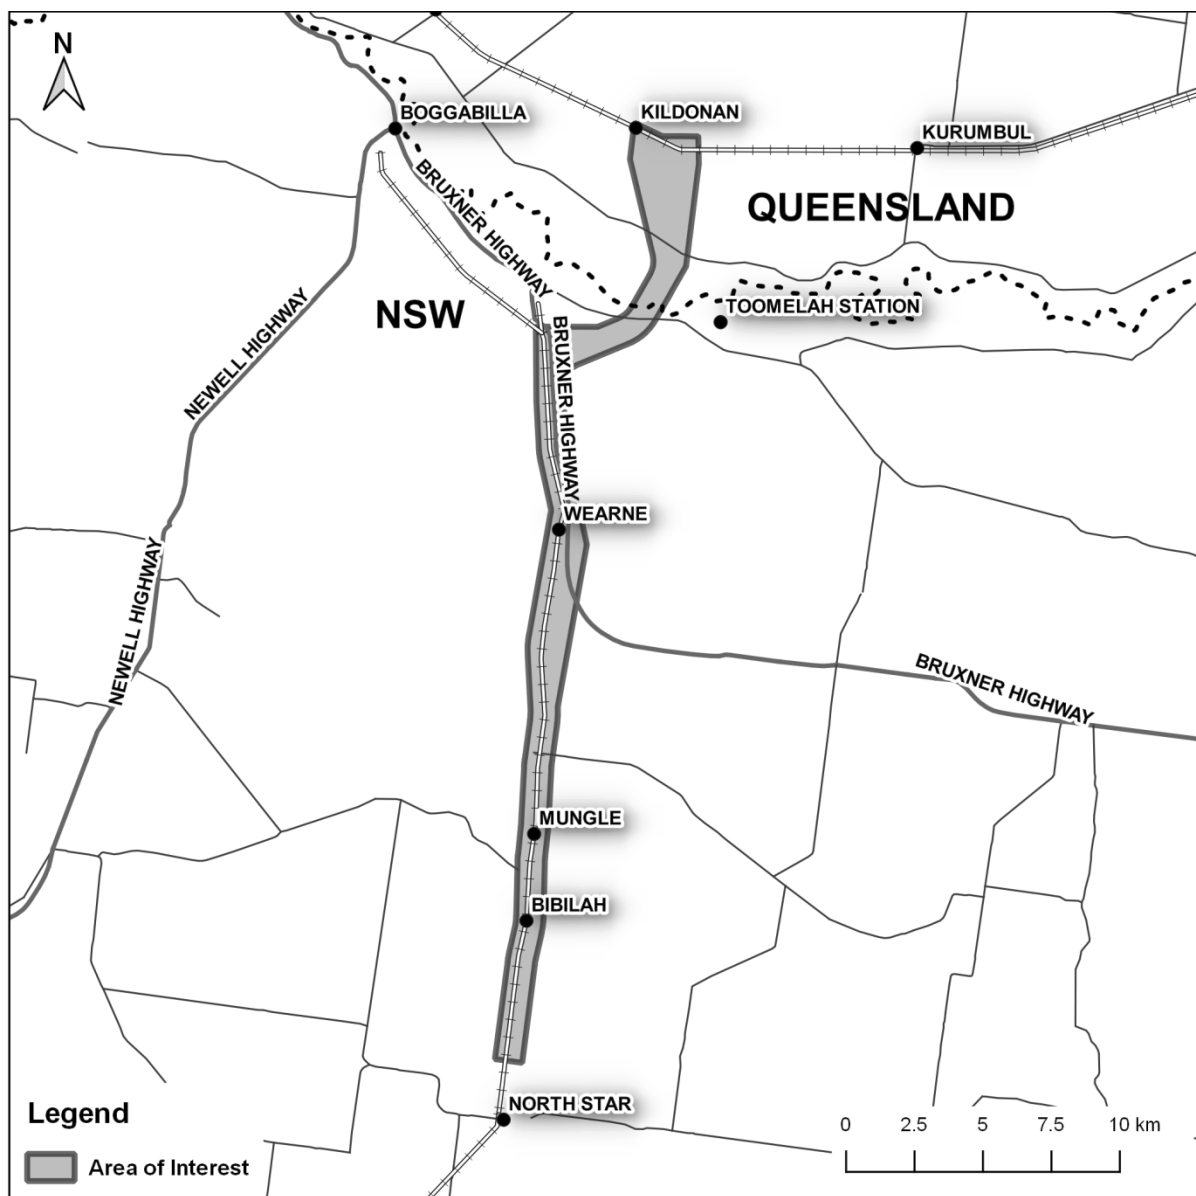 N
BOGGABILLA
KILDONAN
KURUMBUL
BRUXNER HIGHWAY
QUEENSLAND
NSW
TOOMELAH STATION
NEWELL HIGHWAY
BRUXNER HIGHWAY
WEARNE
NEWELL HIGHWAY
BRUXNER HIGHWAY
MUNGLE
BIBILAH
NORTH STAR
Legend
Area of Interest
0 2.5 5 7.5 10 km